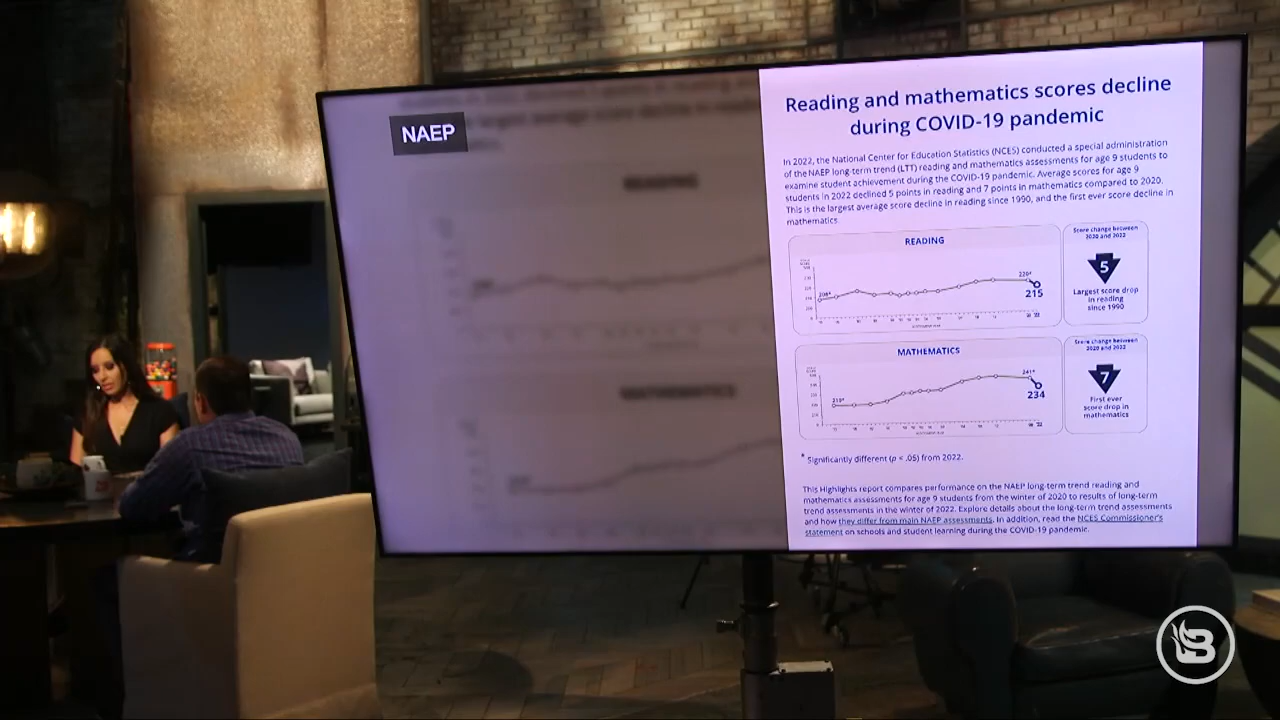 NAEP
Reading and mathematics scores decline
during COVID-19 pandemic
In 2022, the National Center for Education Statistics (NCES) conducted a special administration
of the NAEP long-term trend (LTT) reading and mathematics assessments for age 9 students to
examine student achievement during the COVID-19 pandemic. Average scores for age 9
students in 2022 declined 5 points in reading and 7 points in mathematics compared to 2020.
This is the largest average score decline in reading since 1990, and the first ever score decline in
mathematics
READING
220*
215
Score change between
2020 and 2022
5
Largest score drop
in reading
since 1990
MATHEMATICS
241*
234
Score change between
2020 and 2022
7
First ever
score drop in
mathematics
* Significantly different (p < .05) from 2022.
This Highlights report compares performance on the NAEP long-term trend reading and
mathematics assessments for age 9 students from the winter of 2020 to results of long-term
trend assessments in the winter of 2022. Explore details about the long-term trend assessments
and how they differ from main NAEP assessments. In addition, read the NCES Commissioner's
statement on schools and student learning during the COVID-19 pandemic.
READING
MATHEMATICS
B